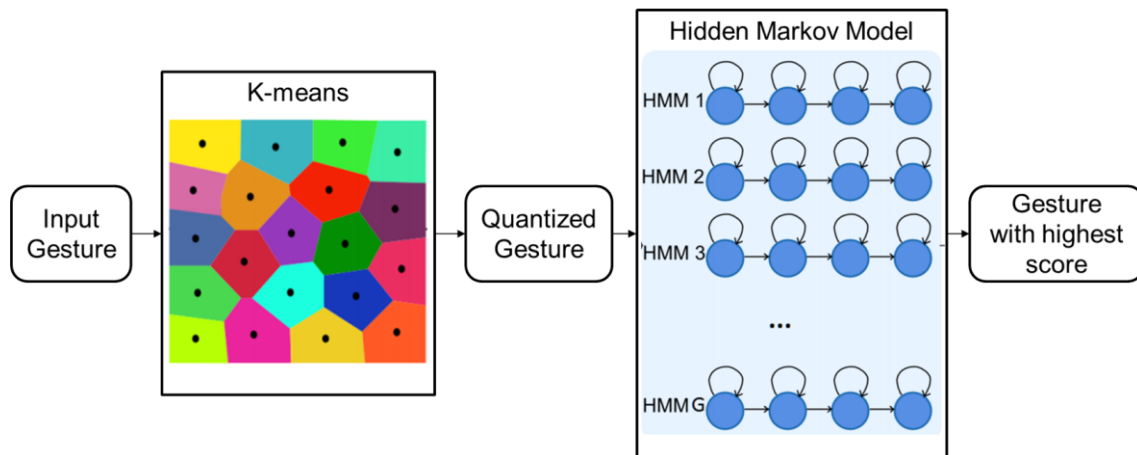 Input
Gesture
K-means
Quantized
Gesture
Hidden Markov Model
HMM 1
HMM 2
HMM 3
...
HMM G
Gesture
with highest
score